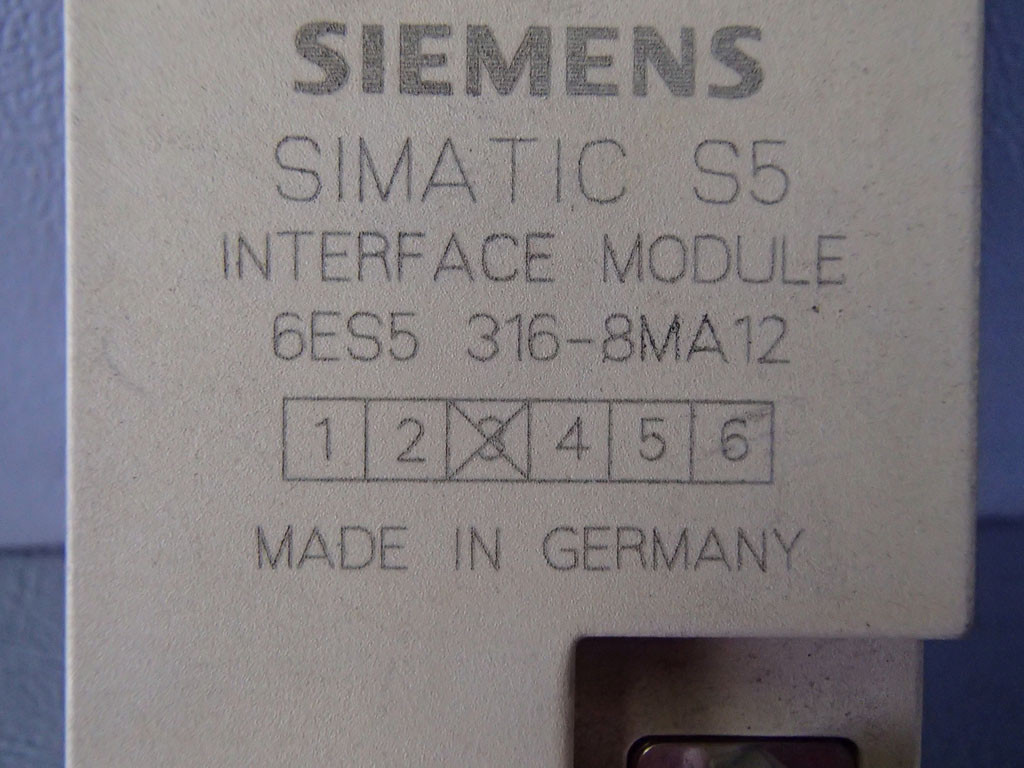 SIEMENS
SIMATIC S5
INTERFACE MODULE
6ES5 316-8MA12
1 2 3 4 5 6
MADE IN GERMANY